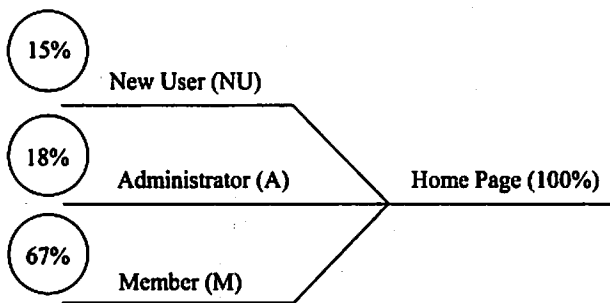 15%
New User (NU)
18%
Administrator (A)
Home Page (100%)
67%
Member (M)